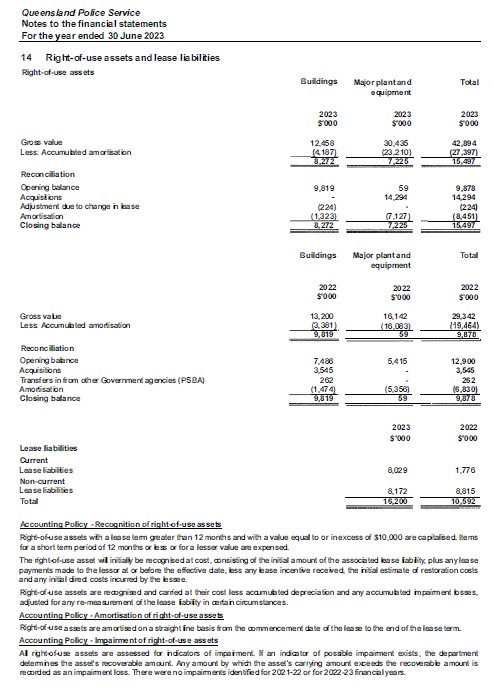 Queensland Police Service
Notes to the financial statements
For the year ended 30 June 2023
14 Right-of-use assets and lease liabilities
Right-of-use assets
Buildings Major plant and equipment Total
2023 2023 2023
$'000 $'000 $'000
Gross value 12,458 30,435 42,894
Less: Accumulated amortisation (4,187) (23,210) (27,397)
8,272 7,225 15,497
Reconciliation
Opening balance 9,819 59 9,878
Acquisitions - 14,294 14,294
Adjustment due to change in lease (224) - (224)
Amortisation (1,323) (7,127) (8,451)
Closing balance 8,272 7,225 15,497
Buildings Major plant and equipment Total
2022 2022 2022
$'000 $'000 $'000
Gross value 13,200 16,142 29,342
Less: Accumulated amortisation (3,381) (16,083) (19,464)
9,819 59 9,878
Reconciliation
Opening balance 7,486 5,415 12,900
Acquisitions 3,545 - 3,545
Transfers in from other Government agencies (PSBA) 262 - 262
Amortisation (1,474) (5,356) (6,830)
Closing balance 9,819 59 9,878
2023 2022
$'000 $'000
Lease liabilities
Current
Lease liabilities 8,029 1,776
Non-current
Lease liabilities 8,172 8,815
Total 16,200 10,592
Accounting Policy - Recognition of right-of-use assets
Right-of-use assets with a lease term greater than 12 months and with a value equal to or in excess of $10,000 are capitalised. Items
for a short term period of 12 months or less or for a lesser value are expensed.
The right-of-use asset will initially be recognised at cost, consisting of the initial amount of the associated lease liability, plus any lease
payments made to the lessor at or before the effective date, less any lease incentive received, the initial estimate of restoration costs
and any initial direct costs incurred by the lessee.
Right-of-use assets are recognised and carried at their cost less accumulated depreciation and any accumulated impairment losses,
adjusted for any re-measurement of the lease liability in certain circumstances.
Accounting Policy - Amortisation of right-of-use assets
Right-of-use assets are amortised on a straight line basis from the commencement date of the lease to the end of the lease term.
Accounting Policy - Impairment of right-of-use assets
All right-of-use assets are assessed for indicators of impairment. If an indicator of possible impairment exists, the department
determines the asset's recoverable amount. Any amount by which the asset's carrying amount exceeds the recoverable amount is
recorded as an impairment loss. There were no impairments identified for 2021-22 or for 2022-23 financial years.